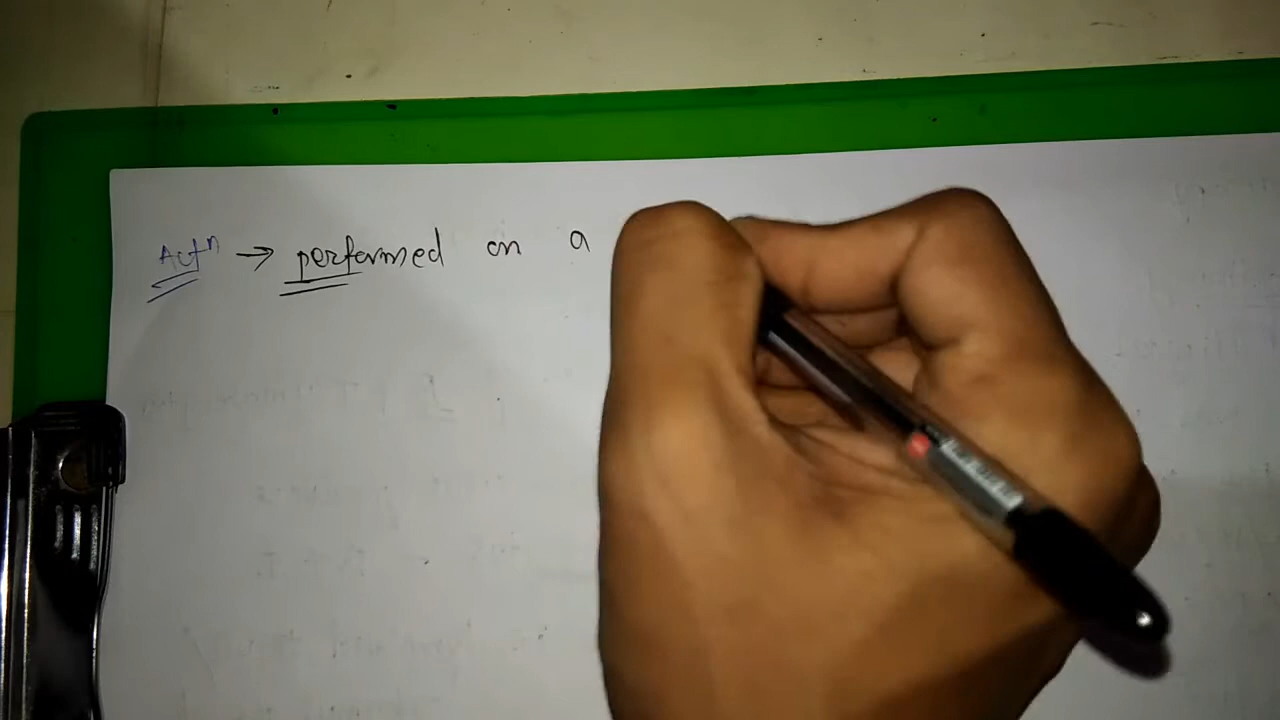 Actⁿ → performed on a